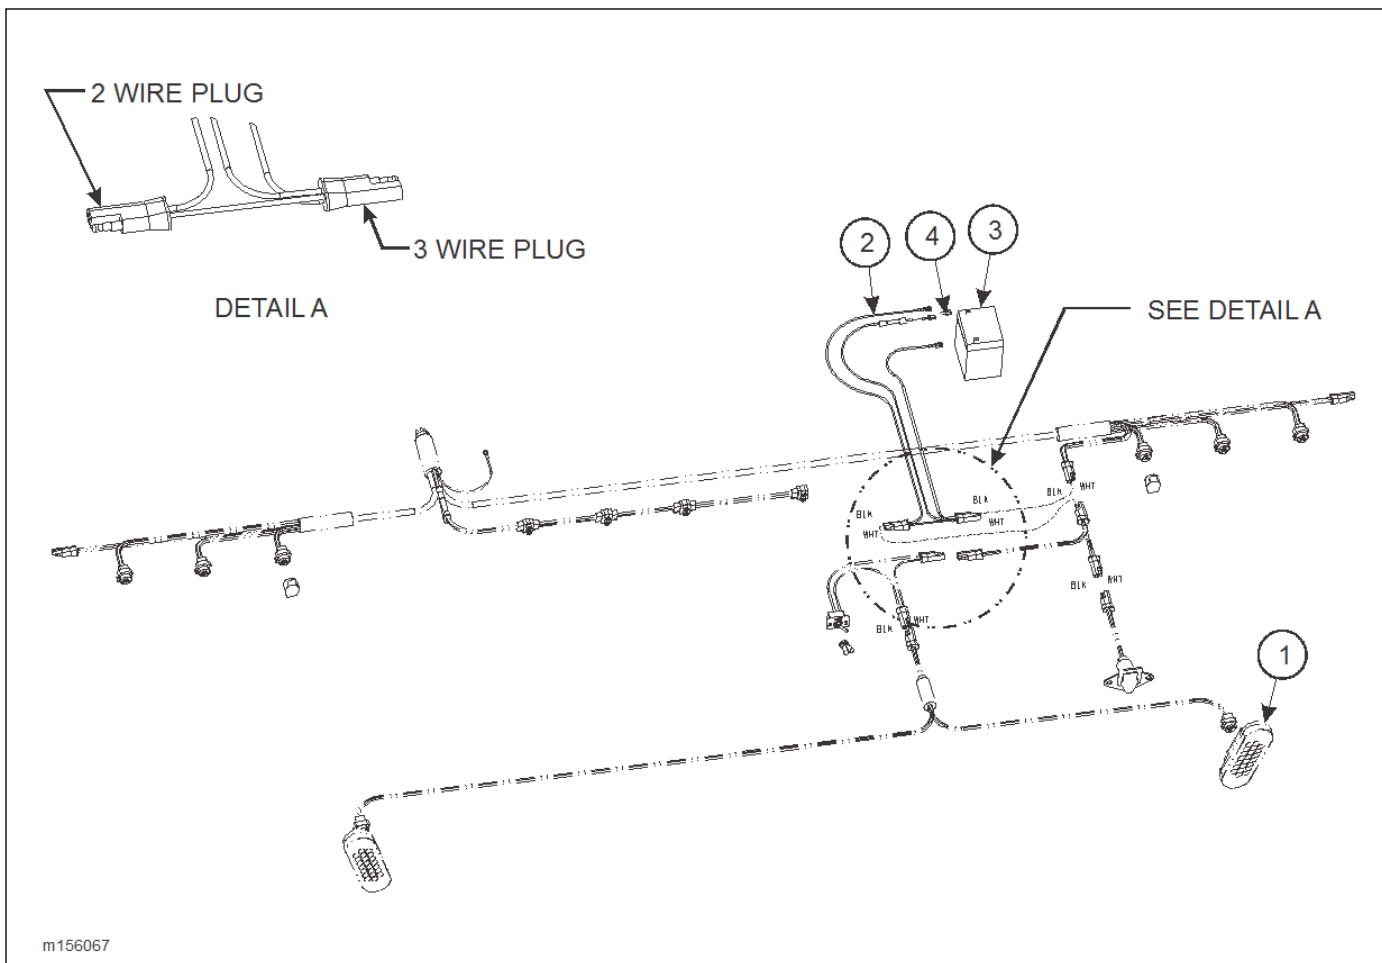 2 WIRE PLUG
3 WIRE PLUG
DETAIL A
2
4
3
SEE DETAIL A
BLK
WHT
BLK
WHT
BLK
WHT
BLK
WHT
BLK
WHT
1
m156067